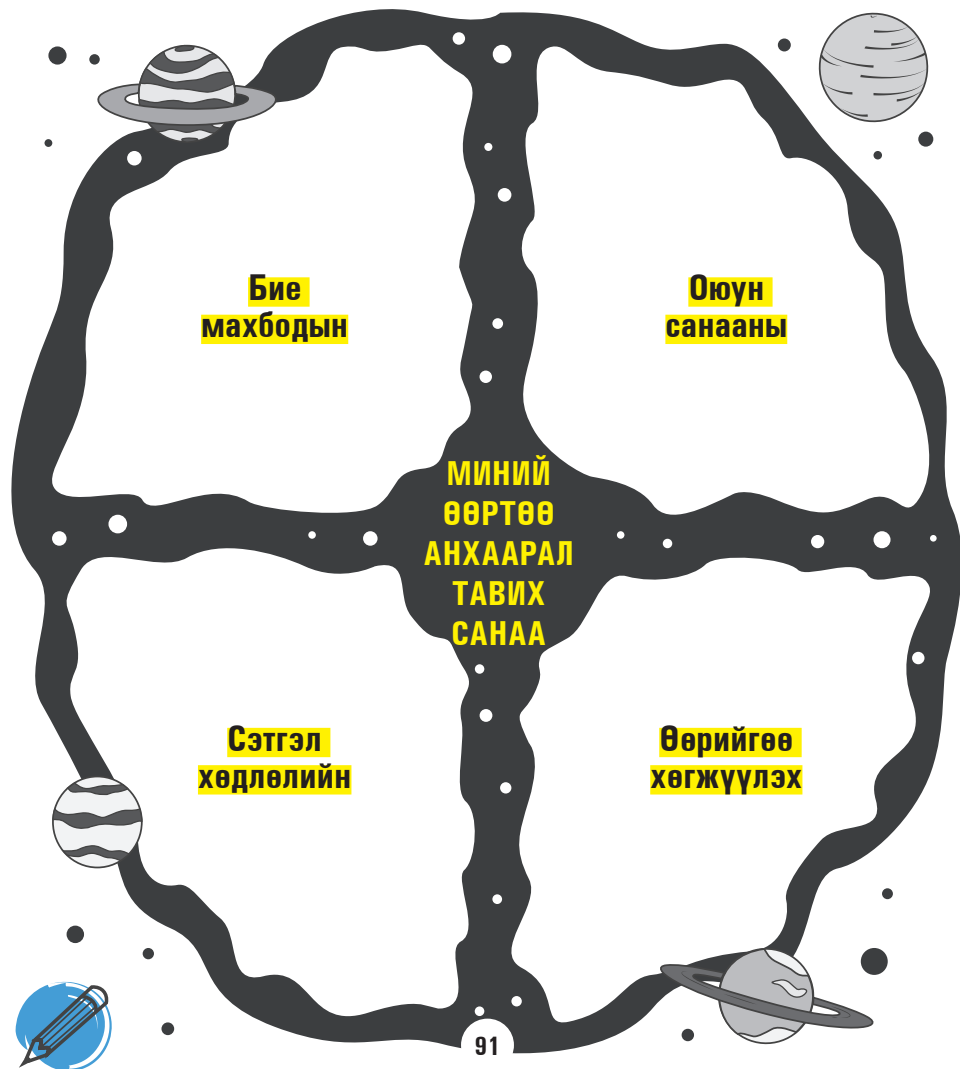 Бие
махбодын
Оюун
санааны
МИНИЙ
ӨӨРТӨӨ
АНХААРАЛ
ТАВИХ
САНАА
Сэтгэл
хөдлөлийн
Өөрийгөө
хөгжүүлэх
91